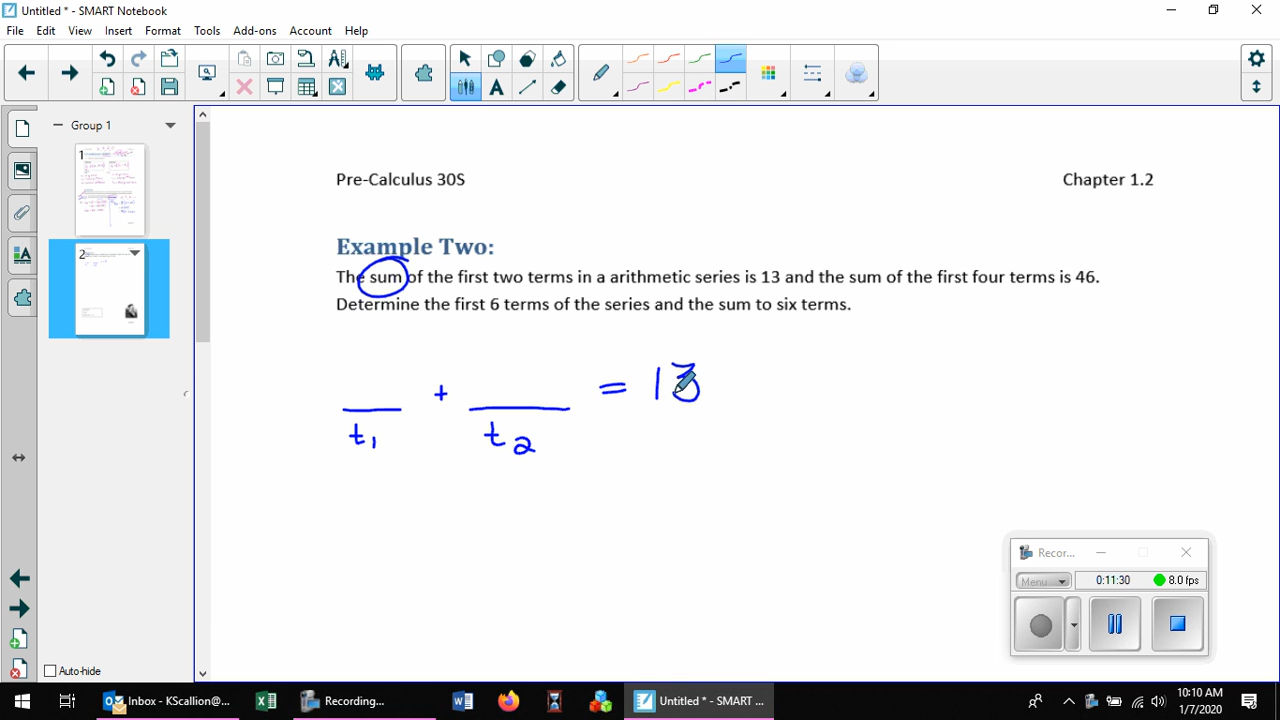 Untitled * - SMART Notebook
File Edit View Insert Format Tools Add-ons Account Help
Group 1
1
2
Pre-Calculus 30S Chapter 1.2
Example Two:
The sum of the first two terms in a arithmetic series is 13 and the sum of the first four terms is 46.
Determine the first 6 terms of the series and the sum to six terms.
+ = 13
t1 t2
Recor...
Menu 0:11:30 8.0 fps
Auto-hide
Inbox - KScallion@... Recording... Untitled * - SMART ...
10:10 AM
1/7/2020